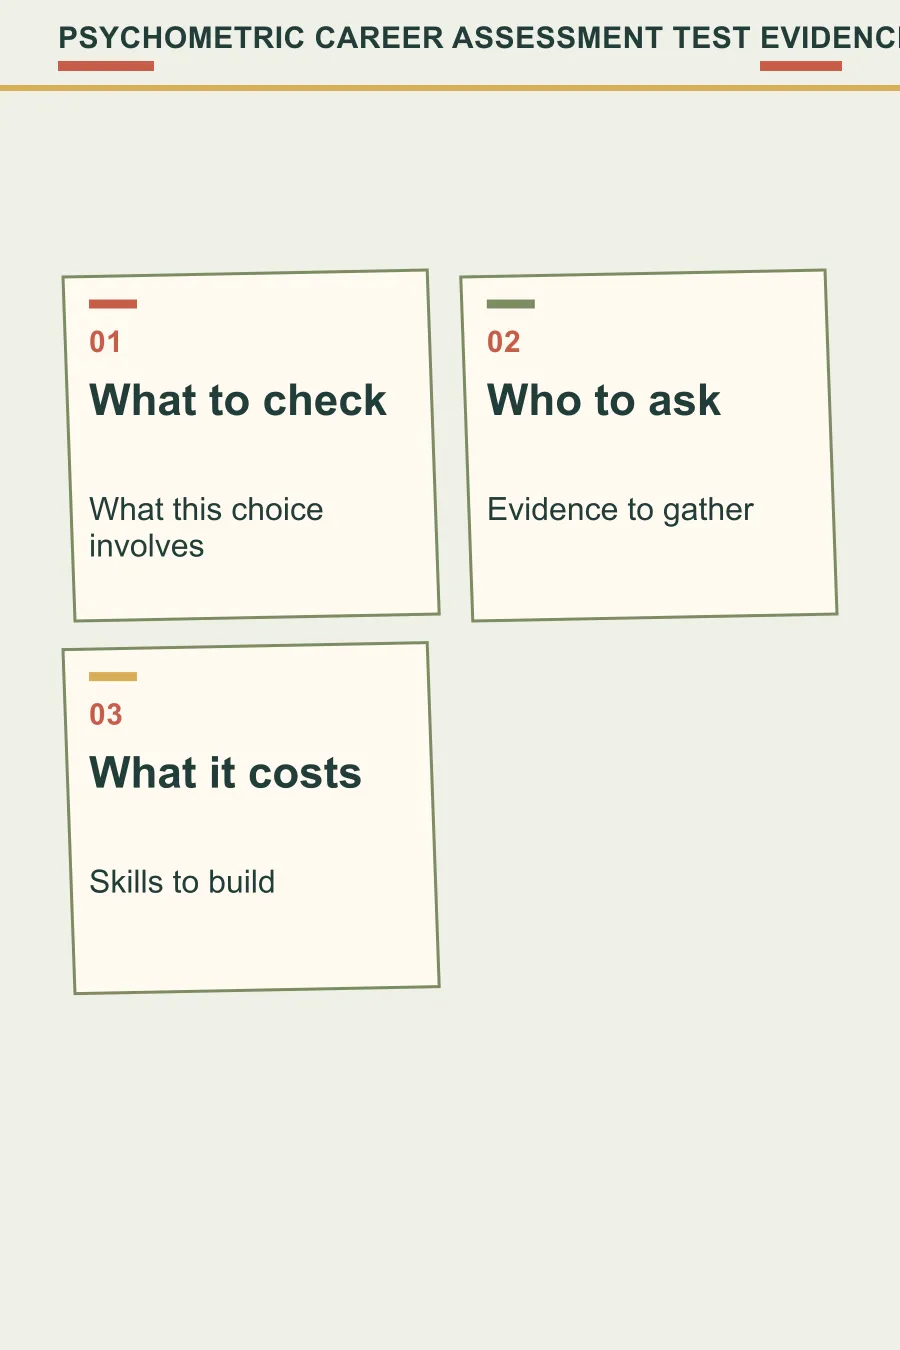 PSYCHOMETRIC CAREER ASSESSMENT TEST
01
What to check
What this choice
involves
02
Who to ask
Evidence to gather
03
What it costs
Skills to build